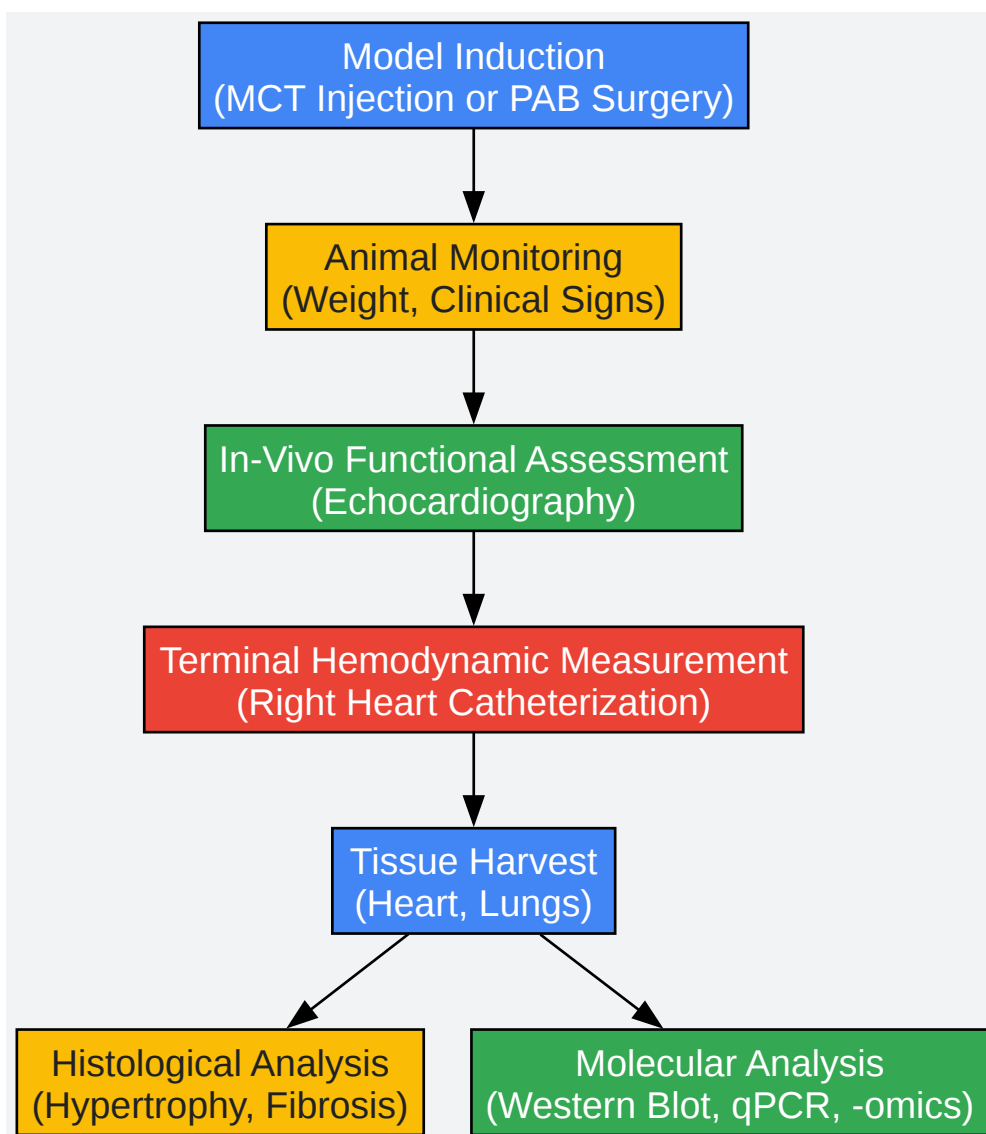 Model Induction
(MCT Injection or PAB Surgery)
Animal Monitoring
(Weight, Clinical Signs)
In-Vivo Functional Assessment
(Echocardiography)
Terminal Hemodynamic Measurement
(Right Heart Catheterization)
Tissue Harvest
(Heart, Lungs)
Histological Analysis
(Hypertrophy, Fibrosis)
Molecular Analysis
(Western Blot, qPCR, -omics)